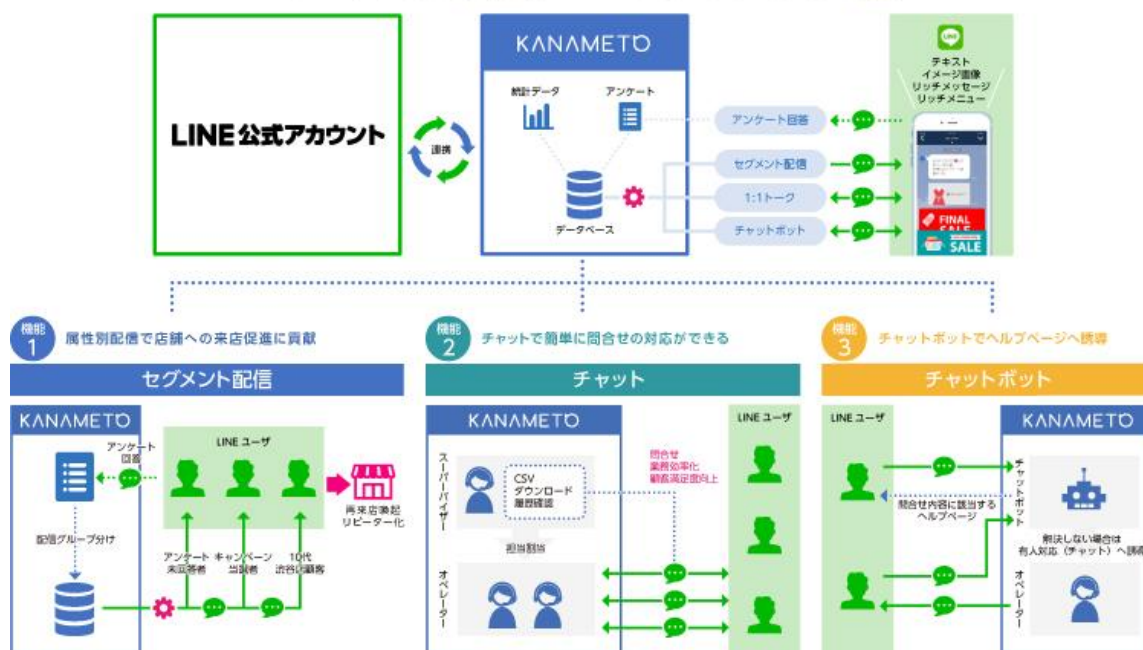 LINE公式アカウント
連携
KANAMETO
統計データ
アンケート
データベース
アンケート回答
セグメント配信
1:1トーク
チャットボット
LINE
テキスト
イメージ画像
リッチメッセージ
リッチメニュー
FINAL
SALE
SALE
機能
1
属性別配信で店舗への来店促進に貢献
セグメント配信
KANAMETO
アンケート
回答
配信グループ分け
LINE ユーザ
再来店喚起
リピーター化
アンケート
未回答者
キャンペーン
当選者
10代
渋谷店顧客
機能
2
チャットで簡単に問合せの対応ができる
チャット
KANAMETO
スーパーバイザー
CSV
ダウンロード
履歴確認
担当割当
オペレーター
問合せ
業務効率化
顧客満足度向上
LINE ユーザ
機能
3
チャットボットでヘルプページへ誘導
チャットボット
LINE ユーザ
KANAMETO
チャットボット
問合せ内容に該当する
ヘルプページ
解決しない場合は
有人対応（チャット）へ誘導
オペレーター